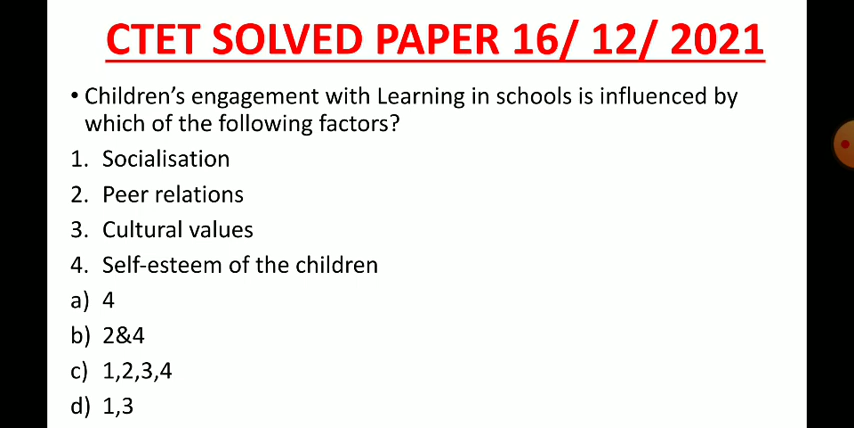 CTET SOLVED PAPER 16/ 12/ 2021
• Children's engagement with Learning in schools is influenced by
which of the following factors?
1. Socialisation
2. Peer relations
3. Cultural values
4. Self-esteem of the children
a) 4
b) 2&4
c) 1,2,3,4
d) 1,3